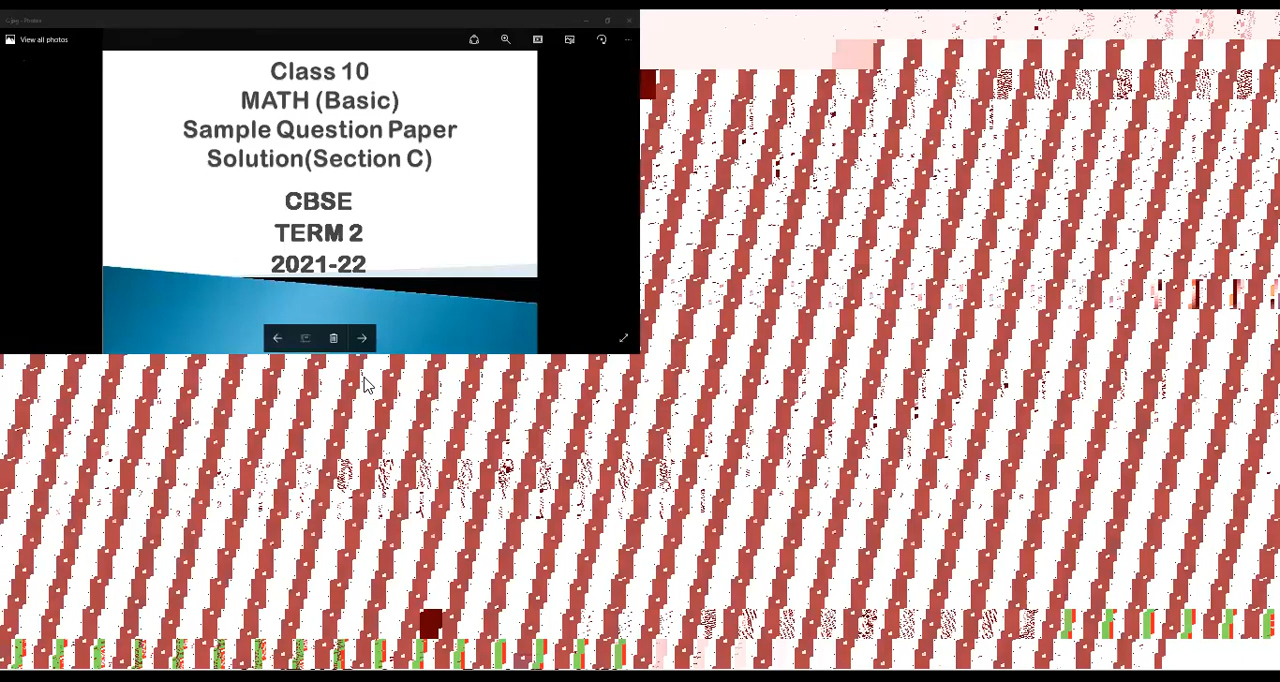 View all photos
Class 10
MATH (Basic)
Sample Question Paper
Solution(Section C)
CBSE
TERM 2
2021-22